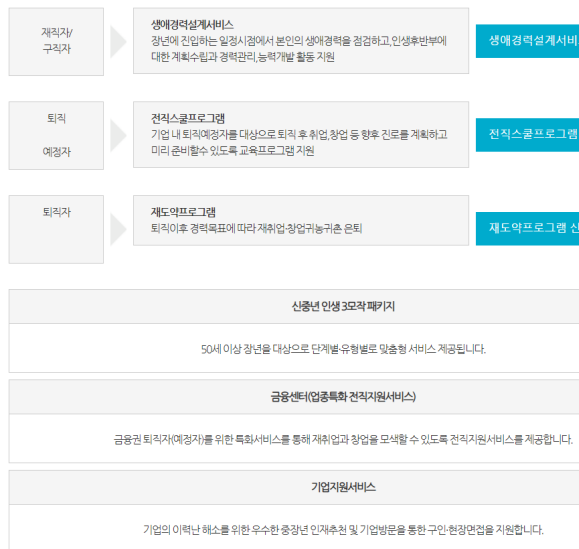 재직자/
구직자
생애경력설계서비스
장년에 진입하는 일정시점에서 본인의 생애경력을 점검하고,인생후반부에
대한 계획수립과 경력관리,능력개발 활동 지원
생애경력설계서비
퇴직
예정자
전직스쿨프로그램
기업 내 퇴직예정자를 대상으로 퇴직 후 취업,창업 등 향후 진로를 계획하고
미리 준비할수 있도록 교육프로그램 지원
전직스쿨프로그램
퇴직자
재도약프로그램
퇴직이후 경력목표에 따라 재취업·창업귀농귀촌 은퇴
재도약프로그램 신
신중년 인생 3모작 패키지
50세 이상 장년을 대상으로 단계별·유형별로 맞춤형 서비스 제공됩니다.
금융센터(업종특화 전직지원서비스)
금융권 퇴직자(예정자)를 위한 특화서비스를 통해 재취업과 창업을 모색할 수 있도록 전직지원서비스를 제공합니다.
기업지원서비스
기업의 이력난 해소를 위한 우수한 중장년 인재추천 및 기업방문을 통한 구인·현장면접을 지원합니다.